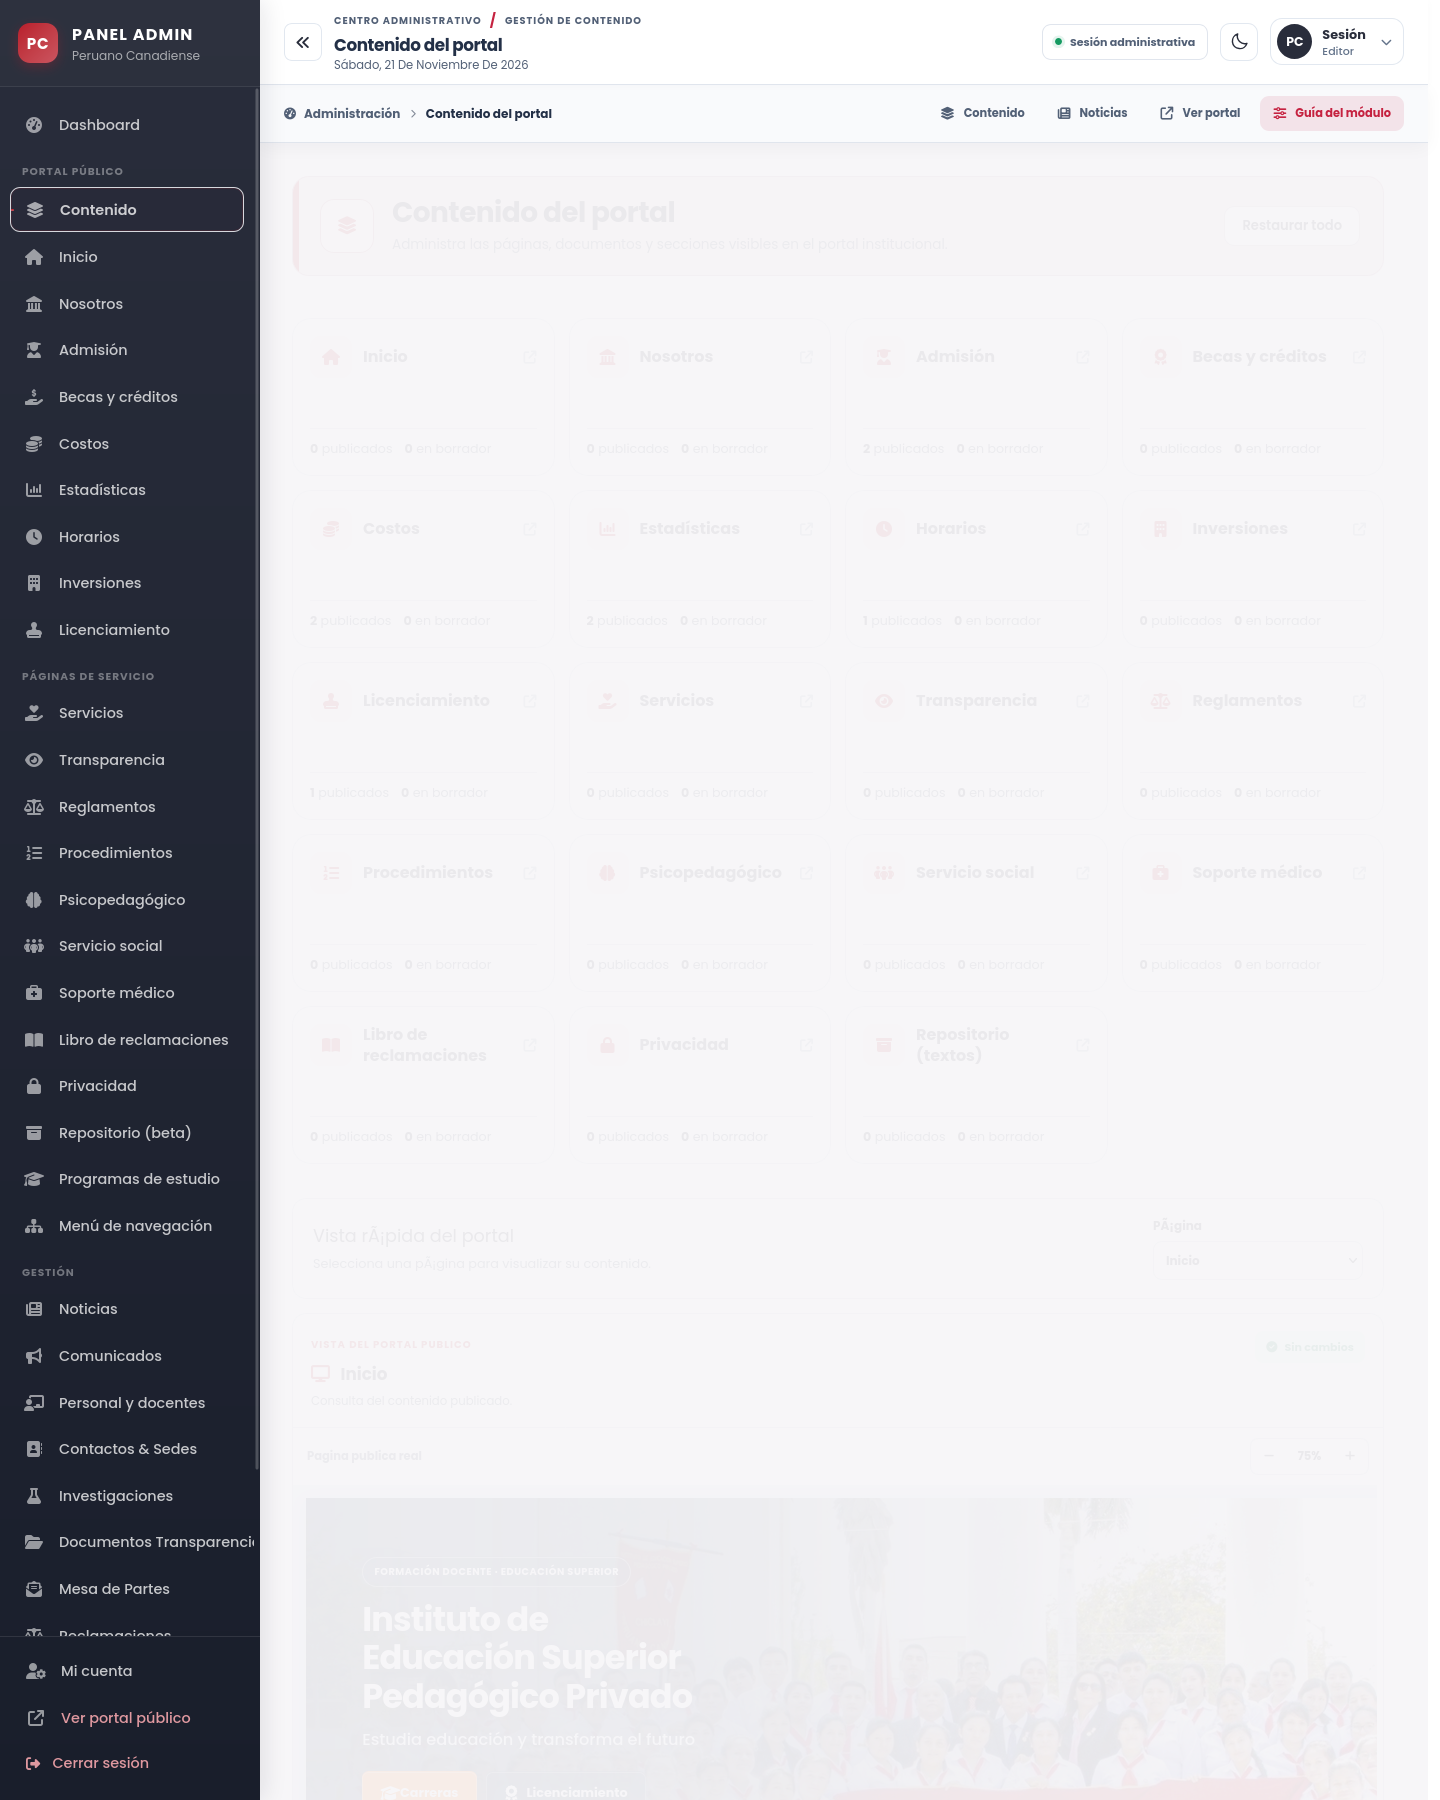 PC
PANEL ADMIN
Peruano Canadiense
Dashboard
PORTAL PÚBLICO
Contenido
Inicio
Nosotros
Admisión
Becas y créditos
Costos
Estadísticas
Horarios
Inversiones
Licenciamiento
PÁGINAS DE SERVICIO
Servicios
Transparencia
Reglamentos
Procedimientos
Psicopedagógico
Servicio social
Soporte médico
Libro de reclamaciones
Privacidad
Repositorio (beta)
Programas de estudio
Menú de navegación
GESTIÓN
Noticias
Comunicados
Personal y docentes
Contactos & Sedes
Investigaciones
Documentos Transparencia
Mesa de Partes
Reclamaciones
Mi cuenta
Ver portal público
Cerrar sesión
CENTRO ADMINISTRATIVO / GESTIÓN DE CONTENIDO
Contenido del portal
Sábado, 21 De Noviembre De 2026
Sesión administrativa
PC
Sesión
Editor
Administración > Contenido del portal
Contenido
Noticias
Ver portal
Guía del módulo
Contenido del portal
Administra las páginas, documentos y secciones visibles en el portal institucional.
Restaurar todo
Inicio
0 publicados 0 en borrador
Nosotros
0 publicados 0 en borrador
Admisión
2 publicados 0 en borrador
Becas y créditos
0 publicados 0 en borrador
Costos
2 publicados 0 en borrador
Estadísticas
2 publicados 0 en borrador
Horarios
1 publicados 0 en borrador
Inversiones
0 publicados 0 en borrador
Licenciamiento
1 publicados 0 en borrador
Servicios
0 publicados 0 en borrador
Transparencia
0 publicados 0 en borrador
Reglamentos
0 publicados 0 en borrador
Procedimientos
0 publicados 0 en borrador
Psicopedagógico
0 publicados 0 en borrador
Servicio social
0 publicados 0 en borrador
Soporte médico
0 publicados 0 en borrador
Libro de
reclamaciones
0 publicados 0 en borrador
Privacidad
0 publicados 0 en borrador
Repositorio
(textos)
0 publicados 0 en borrador
Vista rÃ¡pida del portal
Selecciona una pÃ¡gina para visualizar su contenido.
PÃ¡gina
Inicio
VISTA DEL PORTAL PUBLICO
Inicio
Consulta del contenido publicado.
Sin cambios
Pagina publica real
− 75% +
FORMACIÓN DOCENTE · EDUCACIÓN SUPERIOR
Instituto de
Educación Superior
Pedagógico Privado
Estudia educación y transforma el futuro
Carreras
Licenciamiento